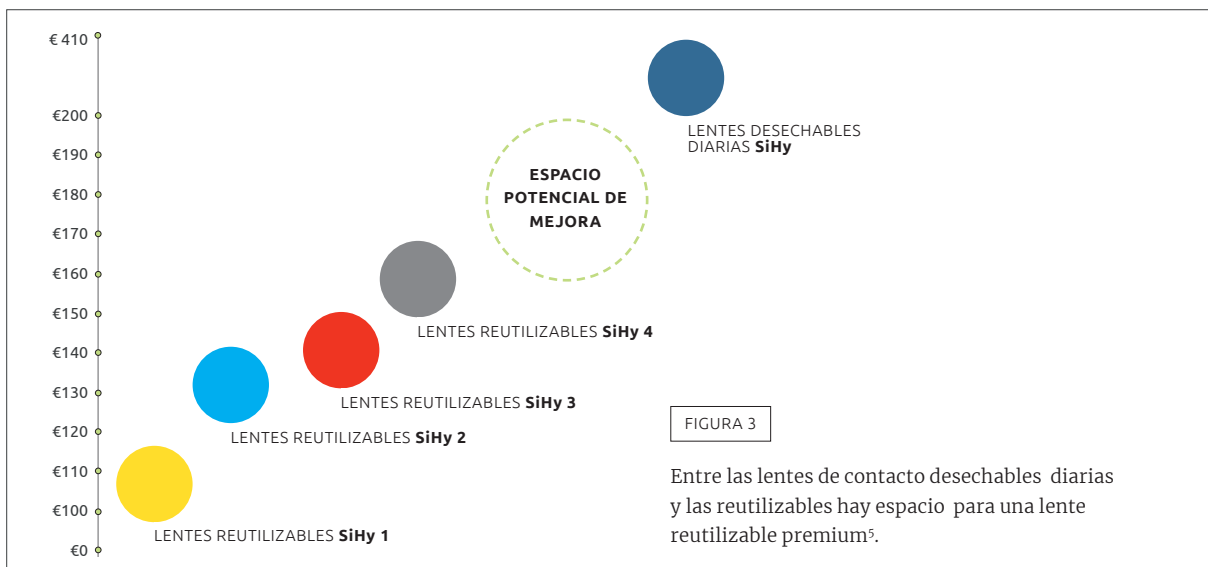 € 410
€200
€190
€180
€170
€160
€150
€140
€130
€120
€110
€100
€0
LENTES DESECHABLES
DIARIAS SiHy
ESPACIO
POTENCIAL DE
MEJORA
LENTES REUTILIZABLES SiHy 4
LENTES REUTILIZABLES SiHy 3
LENTES REUTILIZABLES SiHy 2
LENTES REUTILIZABLES SiHy 1
FIGURA 3
Entre las lentes de contacto desechables diarias
y las reutilizables hay espacio para una lente
reutilizable premium⁵.